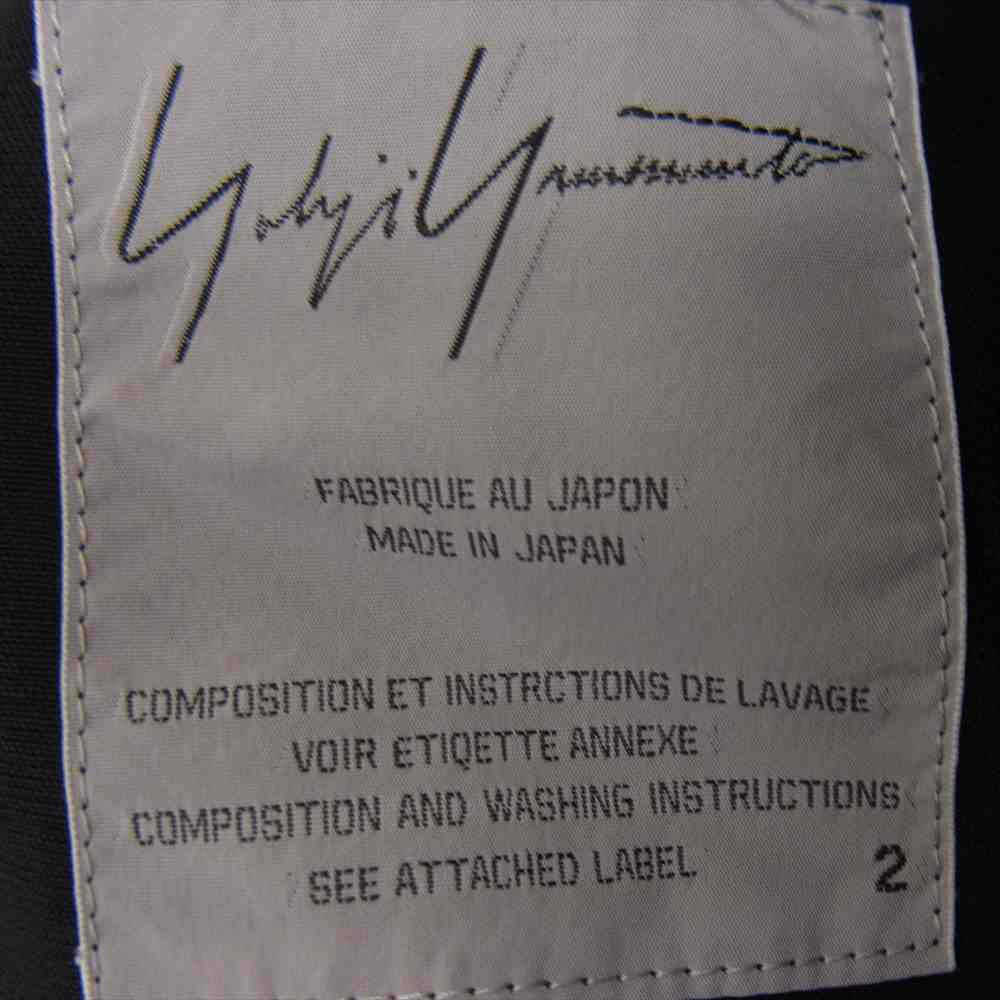 Yohji Yamamoto
FABRIQUE AU JAPON
MADE IN JAPAN
COMPOSITION ET INSTRCTIONS DE LAVAGE
VOIR ETIQETTE ANNEXE
COMPOSITION AND WASHING INSTRUCTIONS
SEE ATTACHED LABEL
2